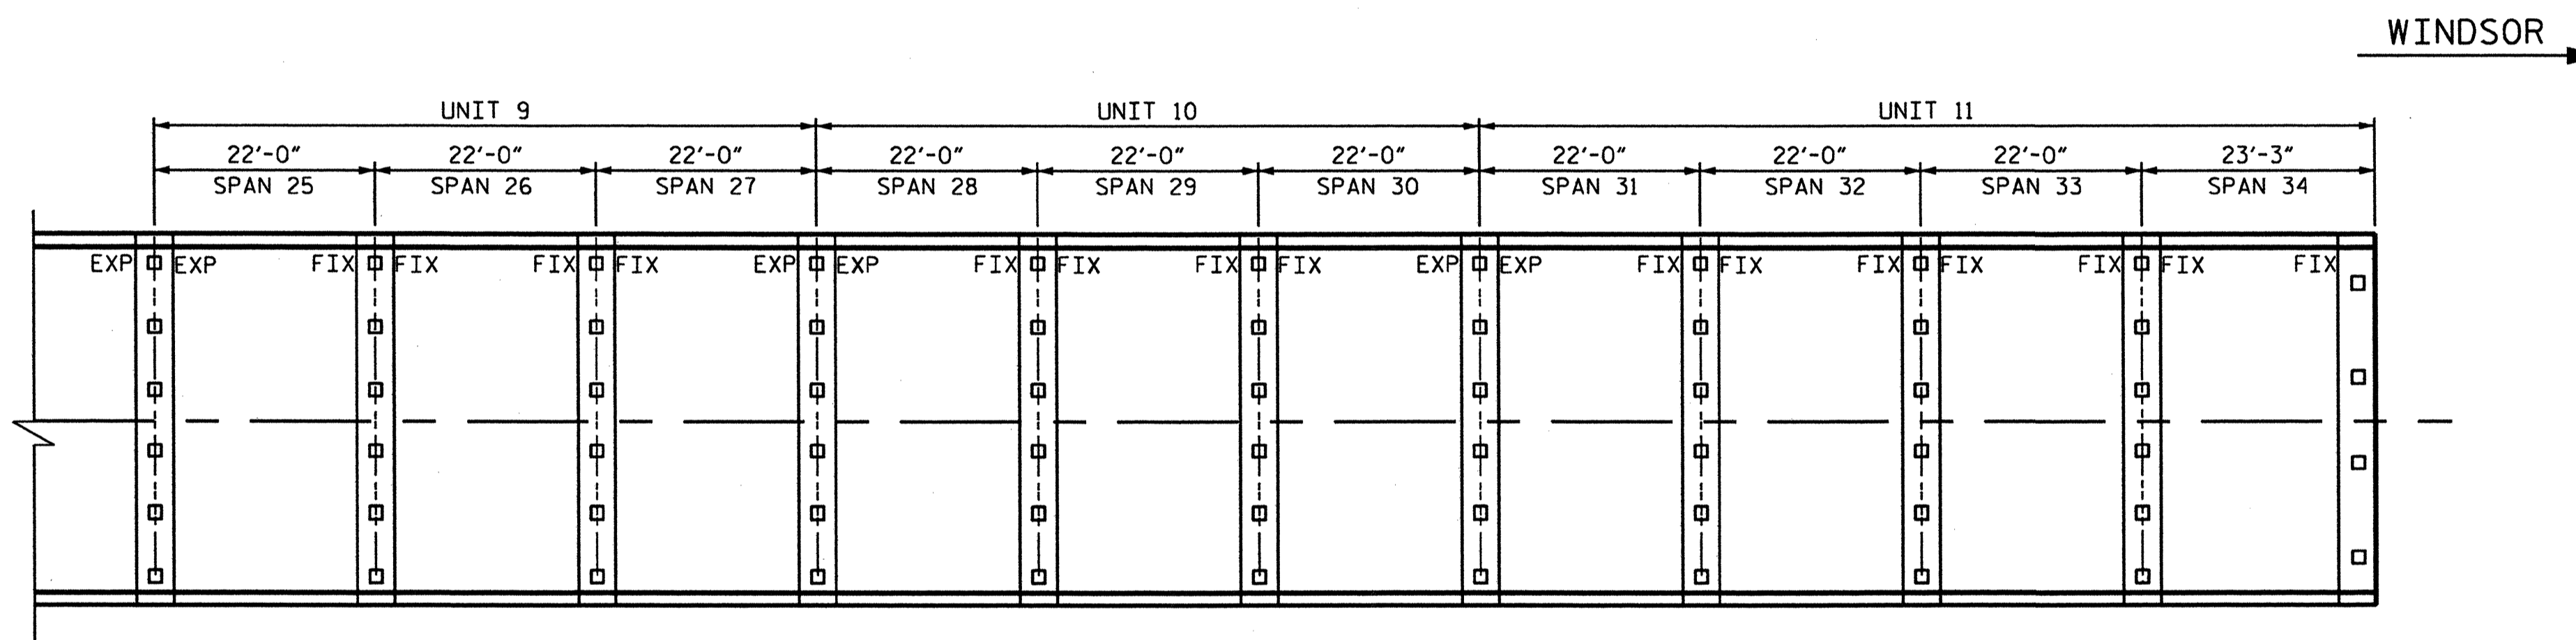 WINDSOR
UNIT 9 UNIT 10 UNIT 11
22'-0" 22'-0" 22'-0" 22'-0" 22'-0" 22'-0" 22'-0" 22'-0" 22'-0" 23'-3"
SPAN 25 SPAN 26 SPAN 27 SPAN 28 SPAN 29 SPAN 30 SPAN 31 SPAN 32 SPAN 33 SPAN 34
EXP EXP FIX FIX FIX FIX EXP EXP FIX FIX FIX FIX EXP EXP FIX FIX FIX FIX FIX FIX FIX